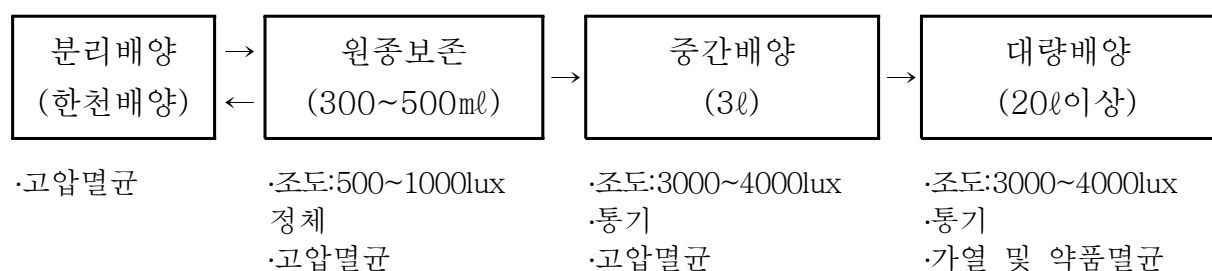 분리배양 → 원종보존 → 중간배양 → 대량배양
(한천배양) ← (300~500㎖) (3ℓ) (20ℓ이상)
·고압멸균 ·조도:500~1000lux ·조도:3000~4000lux ·조도:3000~4000lux
정체 ·통기 ·통기
·고압멸균 ·고압멸균 ·가열 및 약품멸균